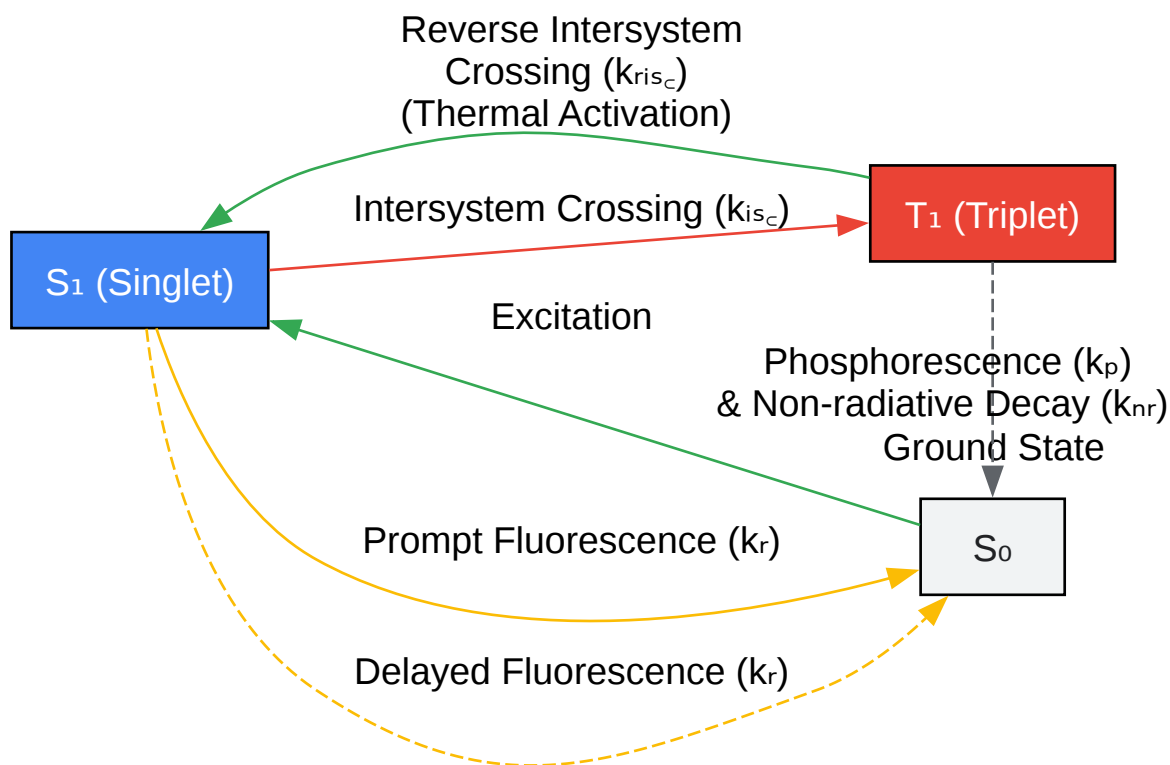 Reverse Intersystem
Crossing (kᵣᵢₛ꜀)
(Thermal Activation)
Intersystem Crossing (kᵢₛ꜀)
T₁ (Triplet)
S₁ (Singlet)
Excitation
Phosphorescence (kₚ)
& Non-radiative Decay (kₙᵣ)
Ground State
Prompt Fluorescence (kᵣ)
S₀
Delayed Fluorescence (kᵣ)